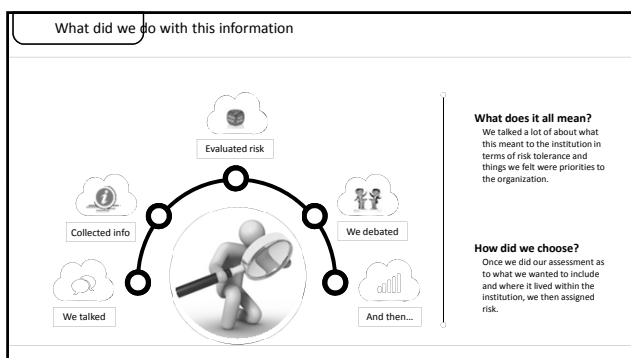 What did we do with this information
Evaluated risk
Collected info
We debated
We talked
And then...
What does it all mean?
We talked a lot of about what
this meant to the institution in
terms of risk tolerance and
things we felt were priorities to
the organization.
How did we choose?
Once we did our assessment as
to what we wanted to include
and where it lived within the
institution, we then assigned
risk.